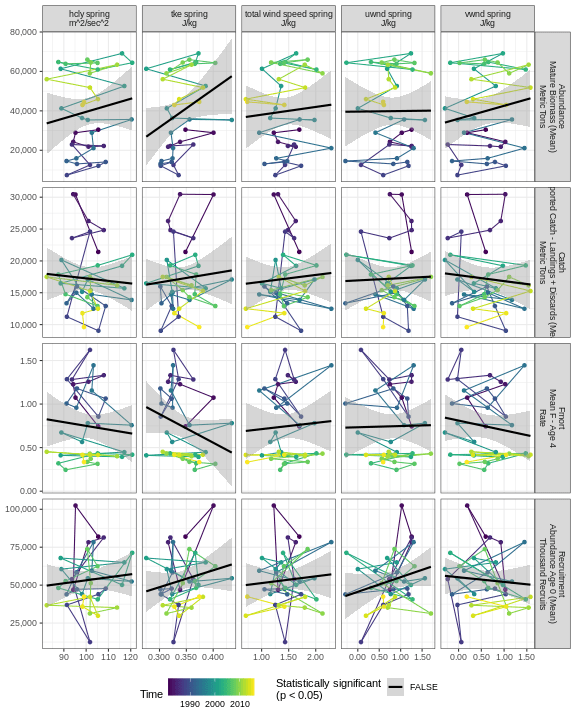 hcly spring
m^2/sec^2
tke spring
J/kg
total wind speed spring
J/kg
uwnd spring
J/kg
vwnd spring
J/kg
80,000
60,000
40,000
20,000
Abundance
Mature Biomass (Mean)
Metric Tons
30,000
25,000
20,000
15,000
10,000
Catch
Catch - Landings + Discards
Metric Tons
1.50
1.00
0.50
0.00
Fmort
Mean F - Age 4
Rate
100,000
75,000
50,000
25,000
Recruitment
Abundance Age 0 (Mean)
Thousand Recruits
90 100 110 120
0.300 0.350 0.400
1.00 1.50 2.00
0.00 0.50 1.00 1.50
0.00 0.50 1.00 1.50
Time
1990 2000 2010
Statistically significant
(p < 0.05)
FALSE